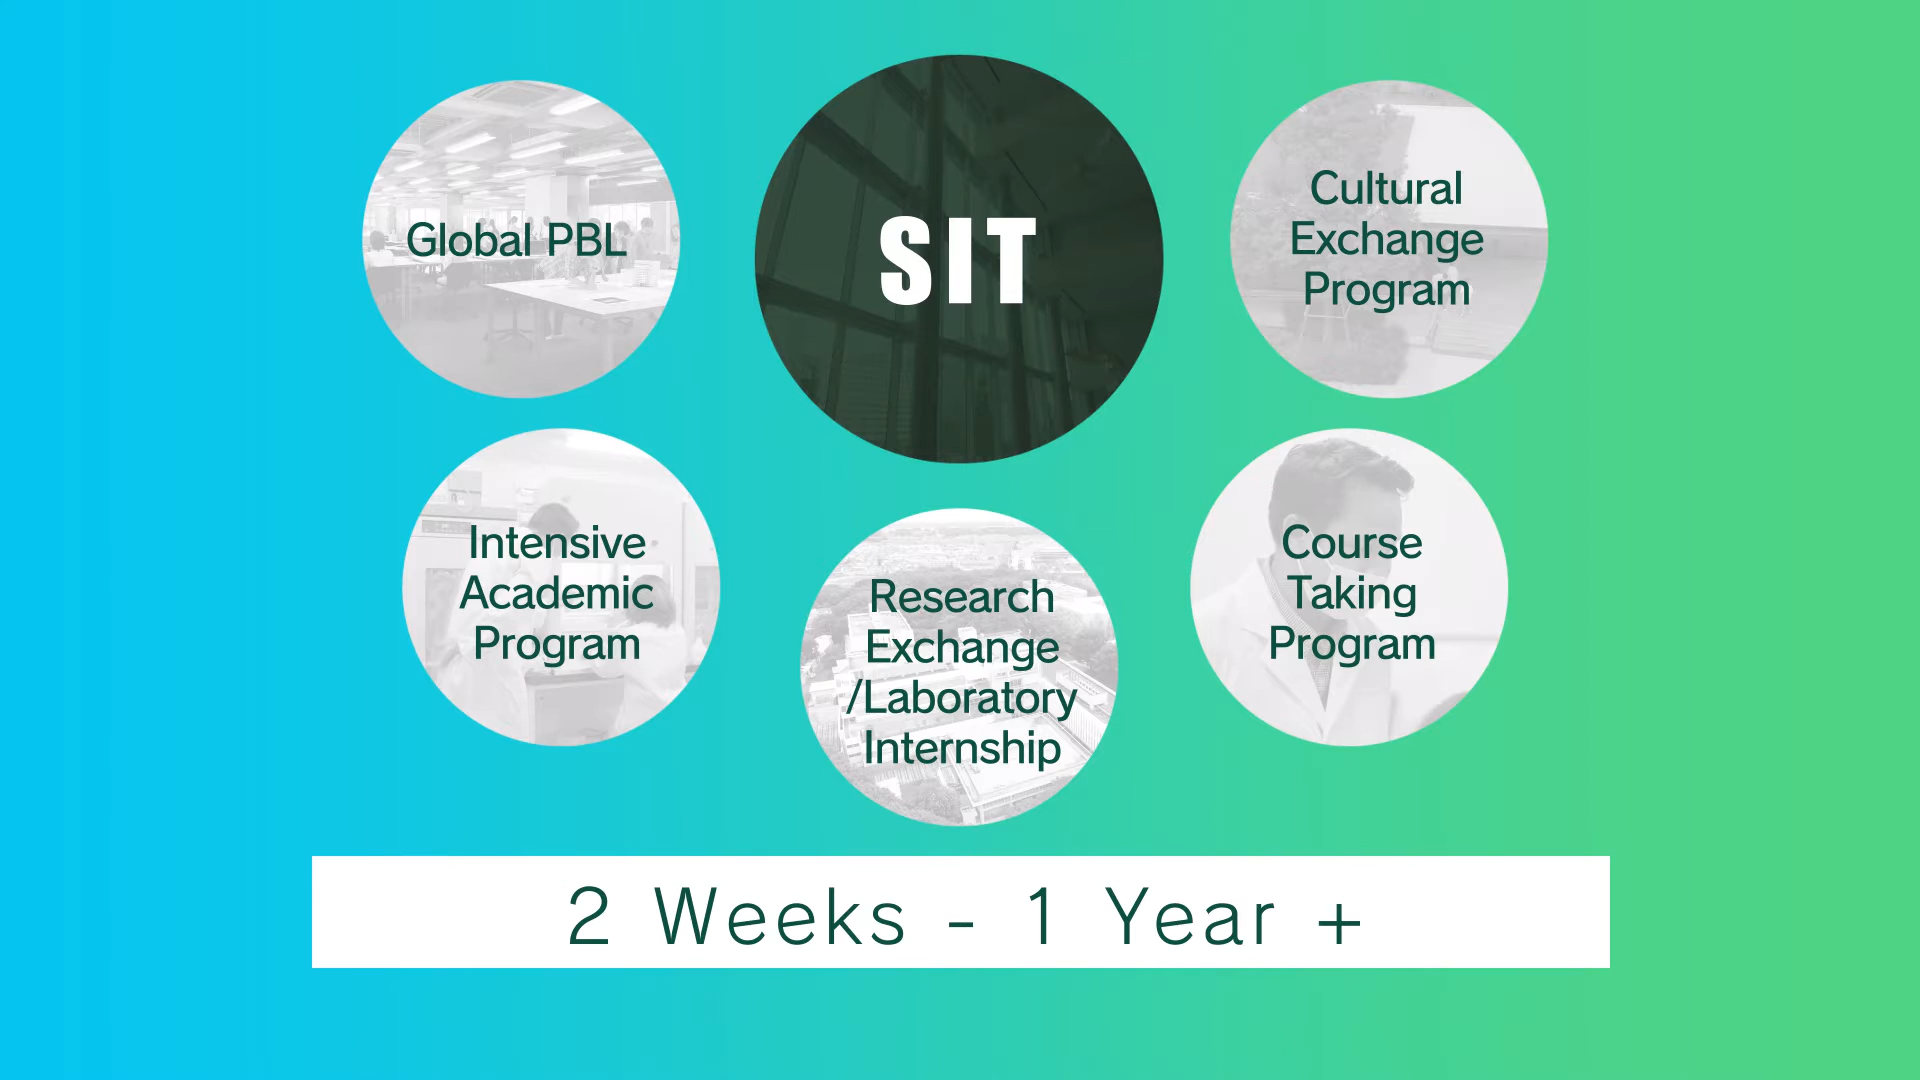 Global PBL
SIT
Cultural
Exchange
Program
Intensive
Academic
Program
Research
Exchange
/Laboratory
Internship
Course
Taking
Program
2 Weeks - 1 Year +